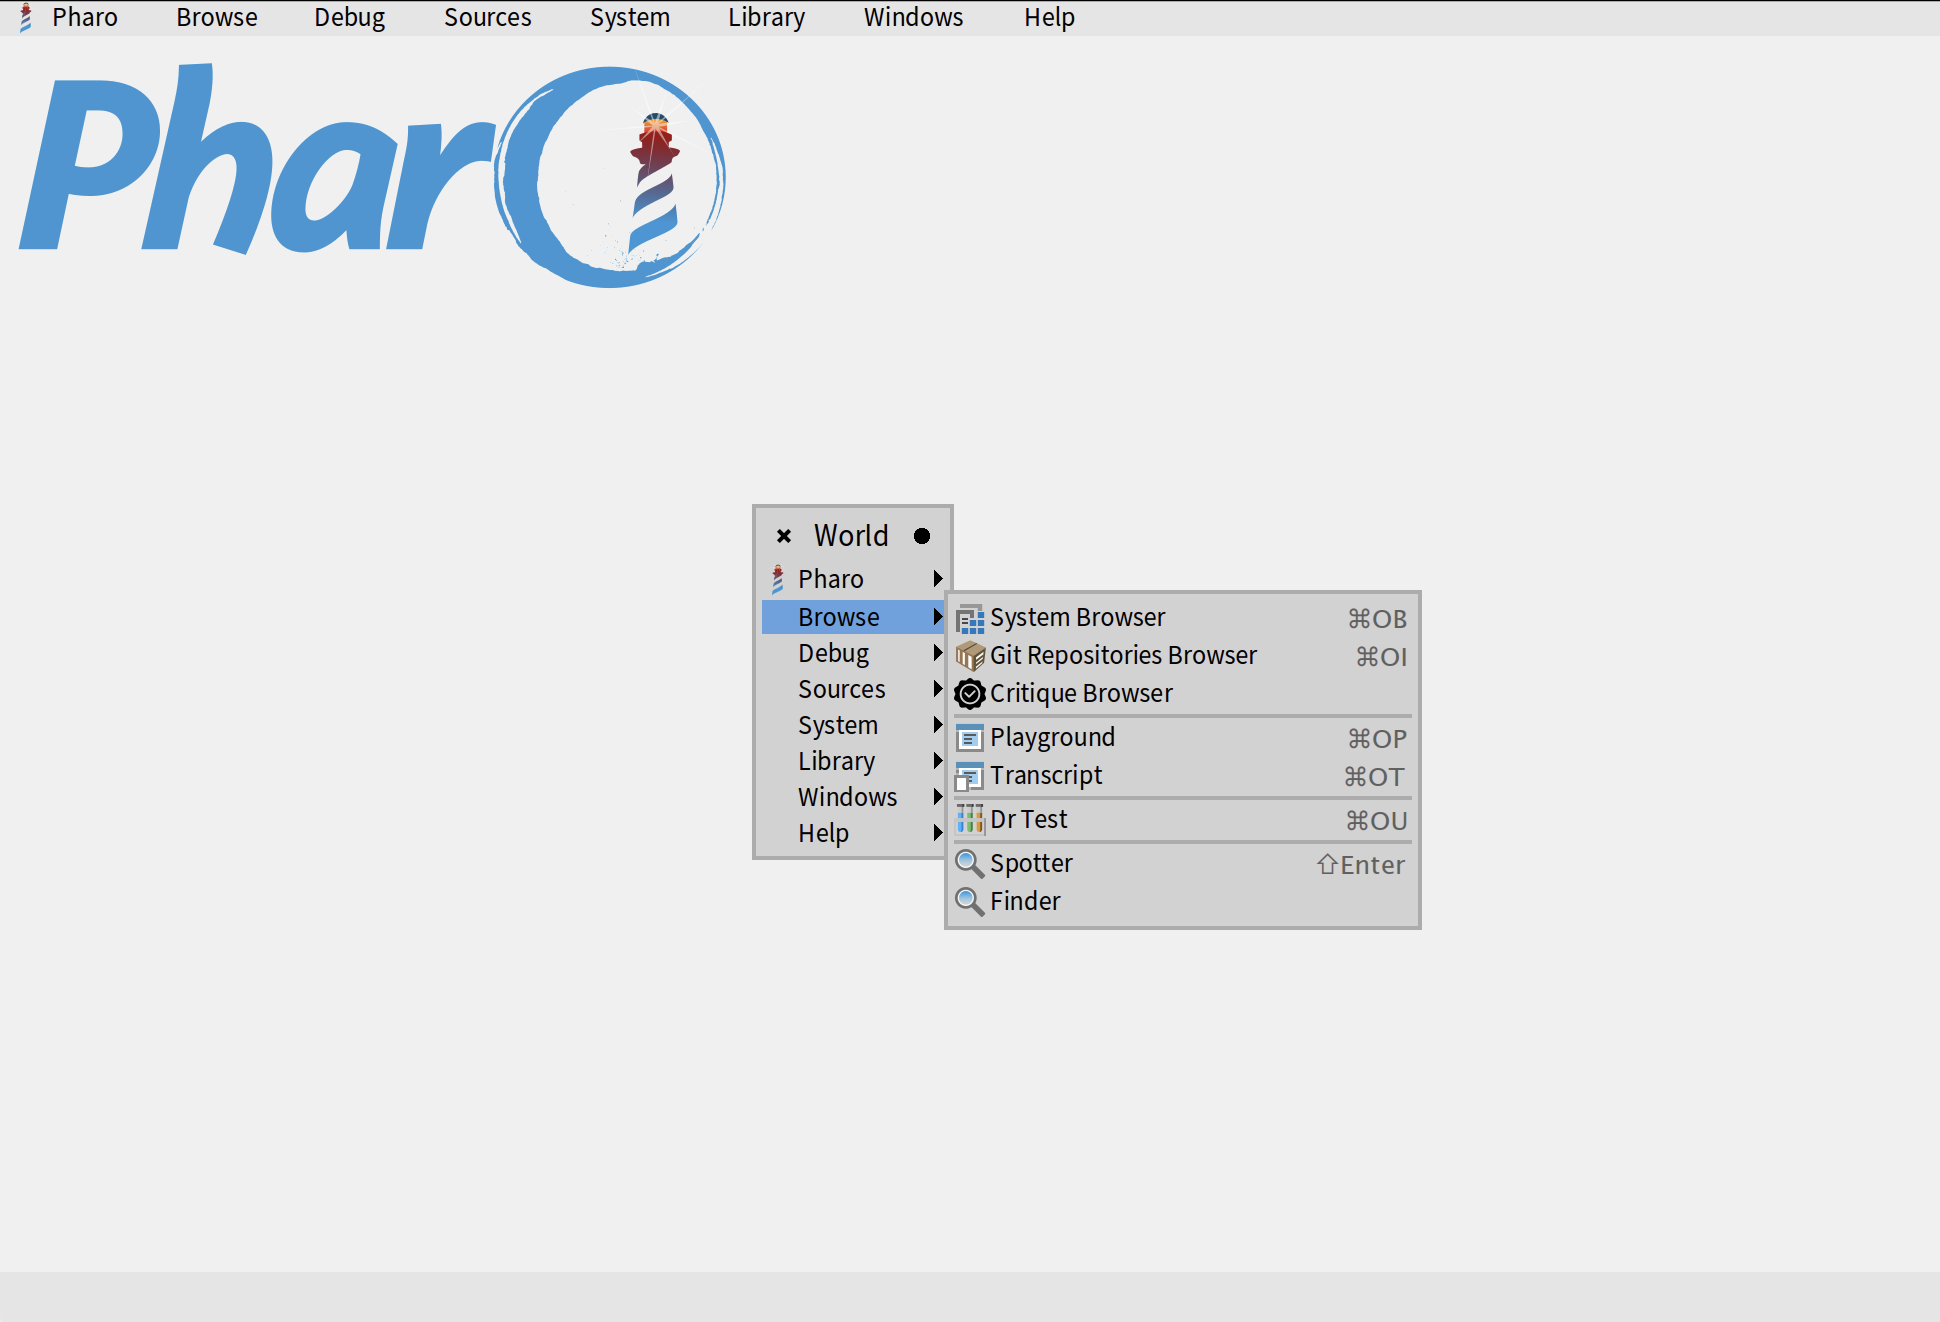 Pharo Browse Debug Sources System Library Windows Help
Pharo
World
Pharo
Browse
Debug
Sources
System
Library
Windows
Help
System Browser ⌘OB
Git Repositories Browser ⌘OI
Critique Browser
Playground ⌘OP
Transcript ⌘OT
Dr Test ⌘OU
Spotter ⇧Enter
Finder